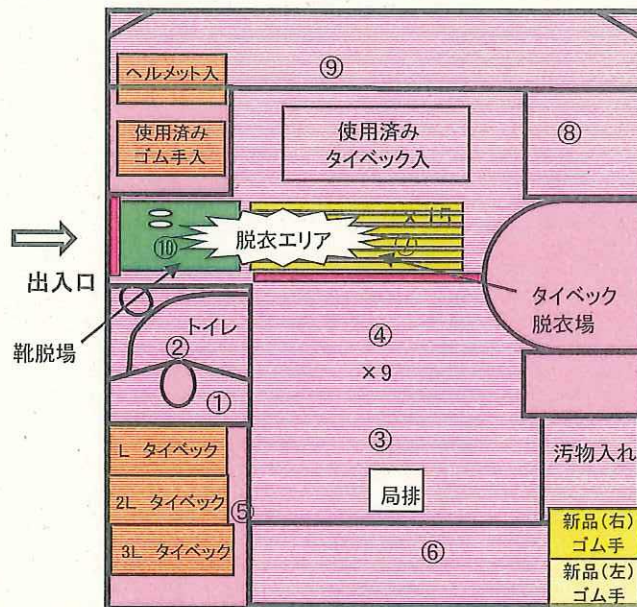 ⑨
ヘルメット入
使用済み
ゴム手入
使用済み
タイベック入
⑧
⑩
脱衣エリア
×15
⑦
出入口
靴脱場
タイベック
脱衣場
トイレ
②
①
④
×9
③
局排
L タイベック
2L タイベック
3L タイベック
⑤
⑥
汚物入れ
新品(右)
ゴム手
新品(左)
ゴム手